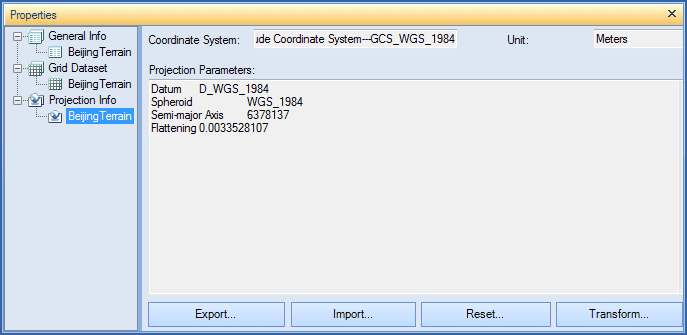 Properties
General Info
BeijingTerrain
Grid Dataset
BeijingTerrain
Projection Info
BeijingTerrain
Coordinate System: ude Coordinate System---GCS_WGS_1984 Unit: Meters
Projection Parameters:
Datum D_WGS_1984
Spheroid WGS_1984
Semi-major Axis 6378137
Flattening 0.0033528107
Export... Import... Reset... Transform...